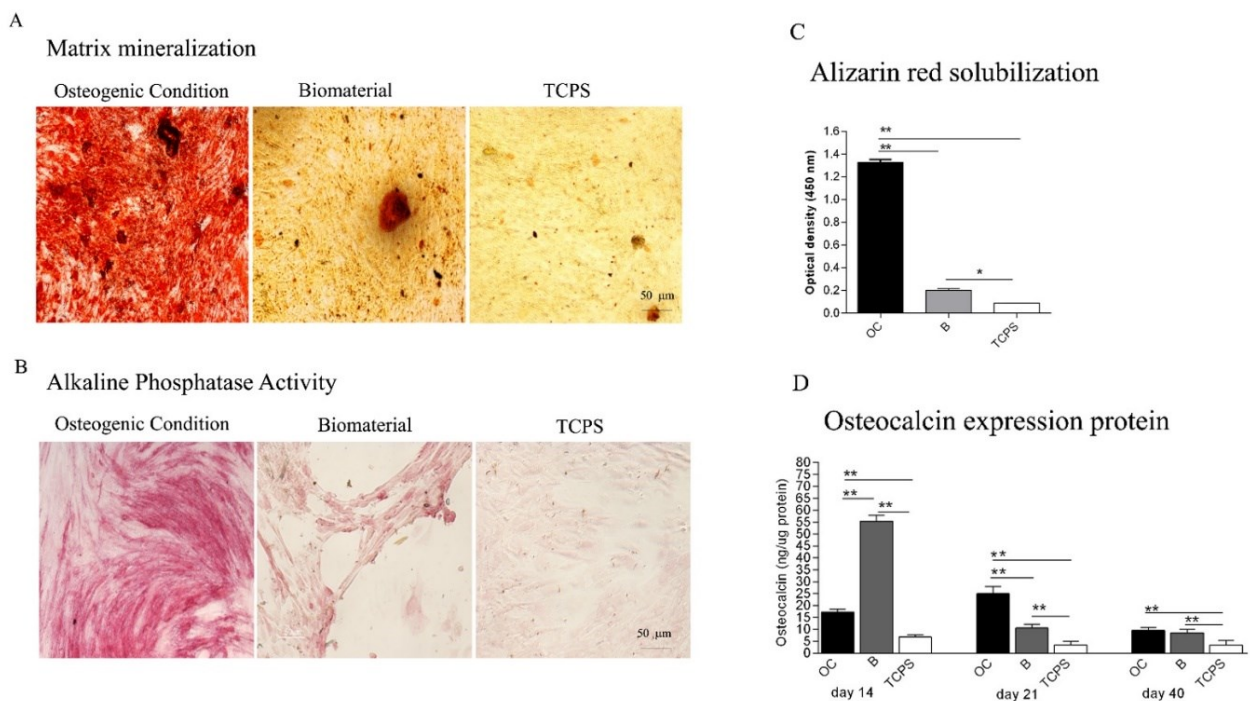 A
Matrix mineralization
Osteogenic Condition Biomaterial TCPS
50 μm
B
Alkaline Phosphatase Activity
Osteogenic Condition Biomaterial TCPS
50 μm
C
Alizarin red solubilization
Optical density (450 nm)
1.6
1.4
1.2
1.0
0.8
0.6
0.4
0.2
0.0
**
**
*
OC B TCPS
D
Osteocalcin expression protein
Osteocalcin (ng/ug protein)
80
75
70
65
60
55
50
45
40
35
30
25
20
15
10
5
0
**
**
**
**
**
**
**
**
OC B TCPS OC B TCPS OC B TCPS
day 14 day 21 day 40